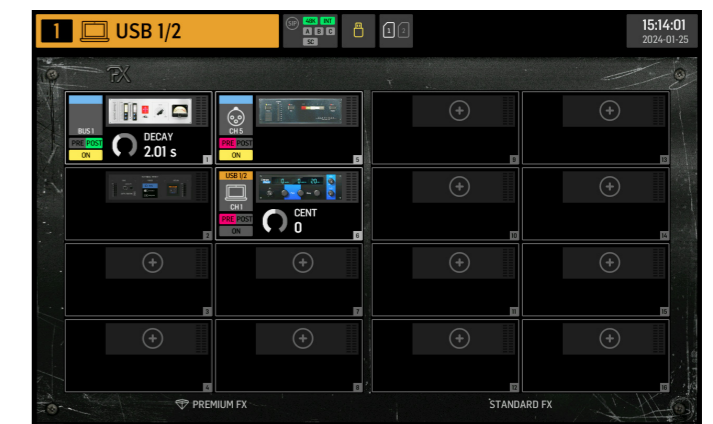 1 USB 1/2
SIP 48K INT
A B C
SC
1 2
15:14:01
2024-01-25
FX
BUS 1
PRE POST
ON
DECAY
2.01 s
1
CH 5
PRE POST
ON
5
9
13
2
USB 1/2
CH 1
PRE POST
ON
CENT
0
6
10
14
3
7
11
15
4
8
12
16
PREMIUM FX
STANDARD FX